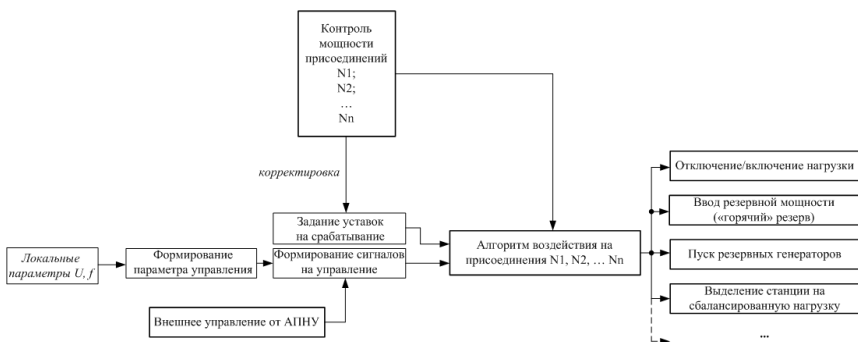 Контроль
мощности
присоединений
N1;
N2;
…
Nn
корректировка
Задание уставок
на срабатывание
Локальные
параметры U, f
Формирование
параметра управления
Формирование сигналов
на управление
Внешнее управление от АПНУ
Алгоритм воздействия на
присоединения N1, N2, … Nn
Отключение/включение нагрузки
Ввод резервной мощности
(«горячий» резерв)
Пуск резервных генераторов
Выделение станции на
сбалансированную нагрузку
...